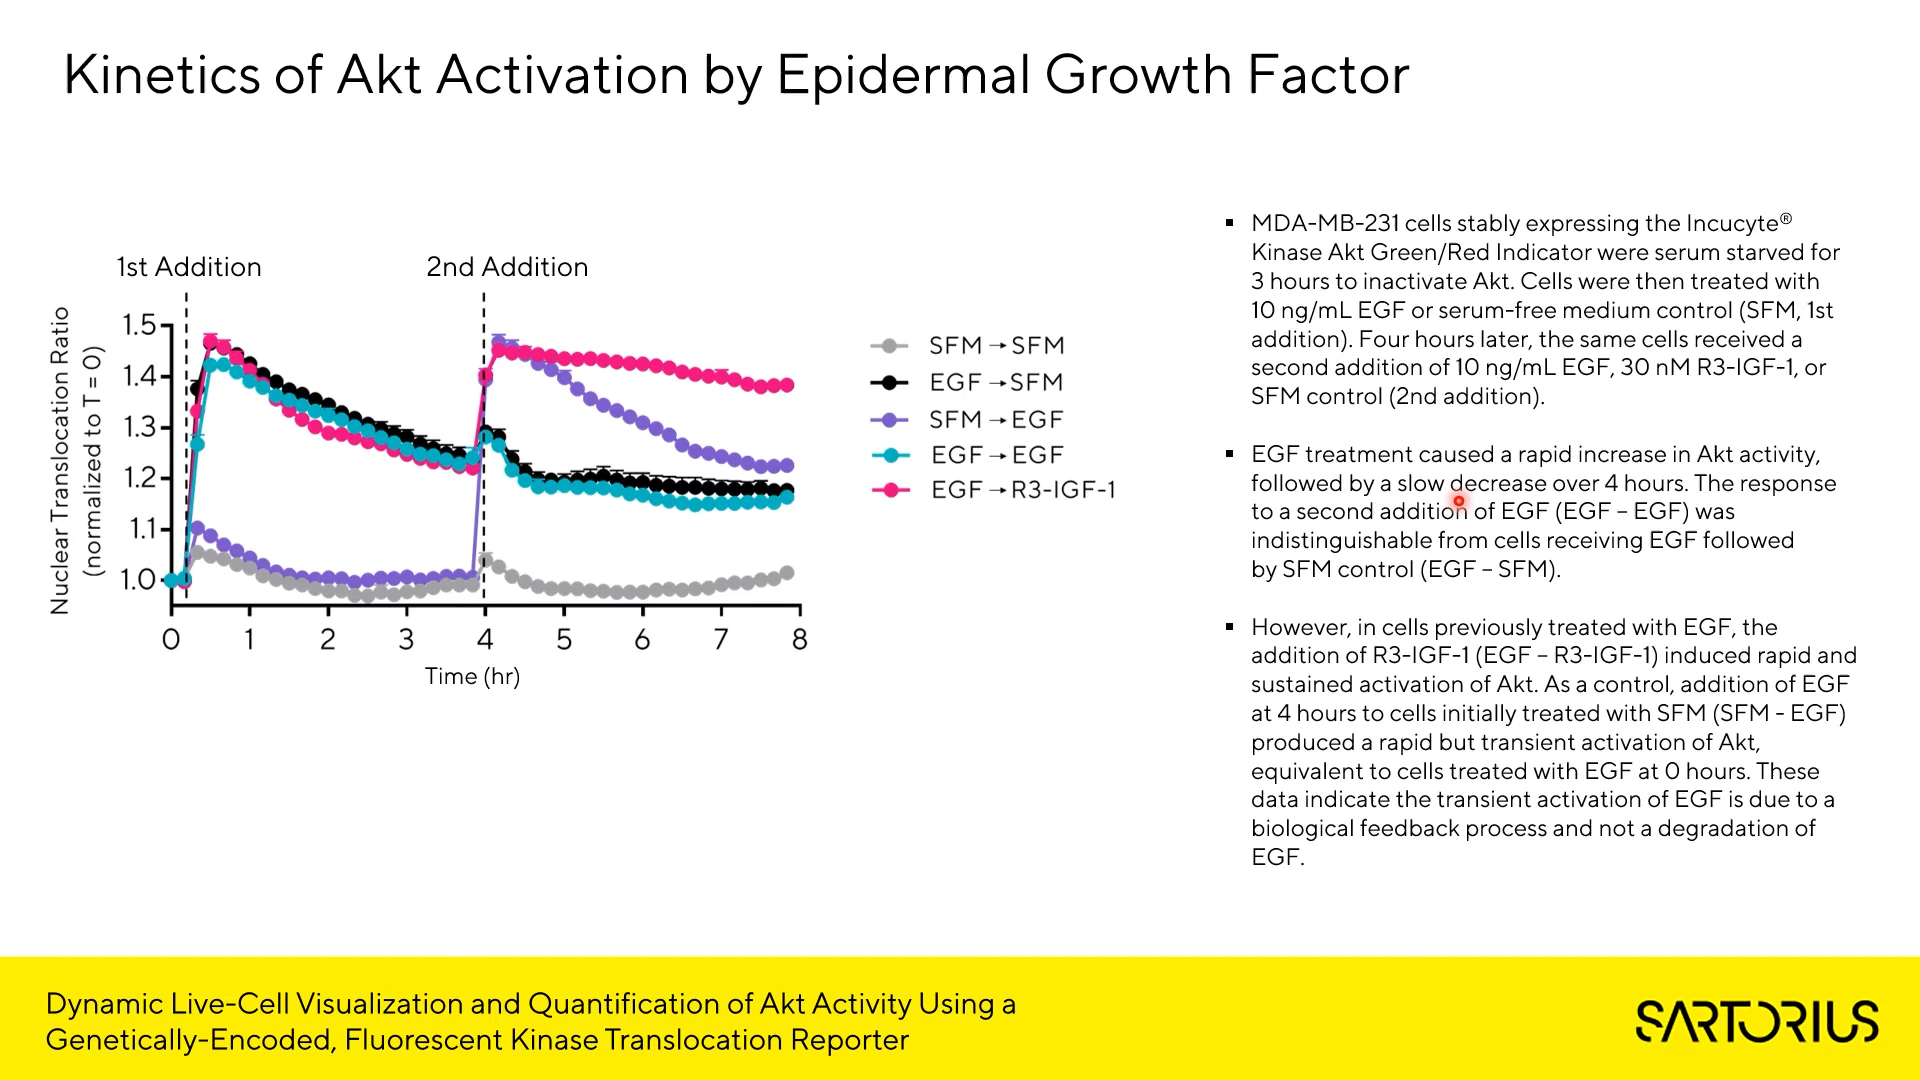 Kinetics of Akt Activation by Epidermal Growth Factor
1st Addition
2nd Addition
Nuclear Translocation Ratio
(normalized to T = 0)
1.5
1.4
1.3
1.2
1.1
1.0
0 1 2 3 4 5 6 7 8
Time (hr)
SFM → SFM
EGF → SFM
SFM → EGF
EGF → EGF
EGF → R3-IGF-1
▪ MDA-MB-231 cells stably expressing the Incucyte®
Kinase Akt Green/Red Indicator were serum starved for
3 hours to inactivate Akt. Cells were then treated with
10 ng/mL EGF or serum-free medium control (SFM, 1st
addition). Four hours later, the same cells received a
second addition of 10 ng/mL EGF, 30 nM R3-IGF-1, or
SFM control (2nd addition).
▪ EGF treatment caused a rapid increase in Akt activity,
followed by a slow decrease over 4 hours. The response
to a second addition of EGF (EGF – EGF) was
indistinguishable from cells receiving EGF followed
by SFM control (EGF – SFM).
▪ However, in cells previously treated with EGF, the
addition of R3-IGF-1 (EGF – R3-IGF-1) induced rapid and
sustained activation of Akt. As a control, addition of EGF
at 4 hours to cells initially treated with SFM (SFM - EGF)
produced a rapid but transient activation of Akt,
equivalent to cells treated with EGF at 0 hours. These
data indicate the transient activation of EGF is due to a
biological feedback process and not a degradation of
EGF.
Dynamic Live-Cell Visualization and Quantification of Akt Activity Using a
Genetically-Encoded, Fluorescent Kinase Translocation Reporter
SARTORIUS